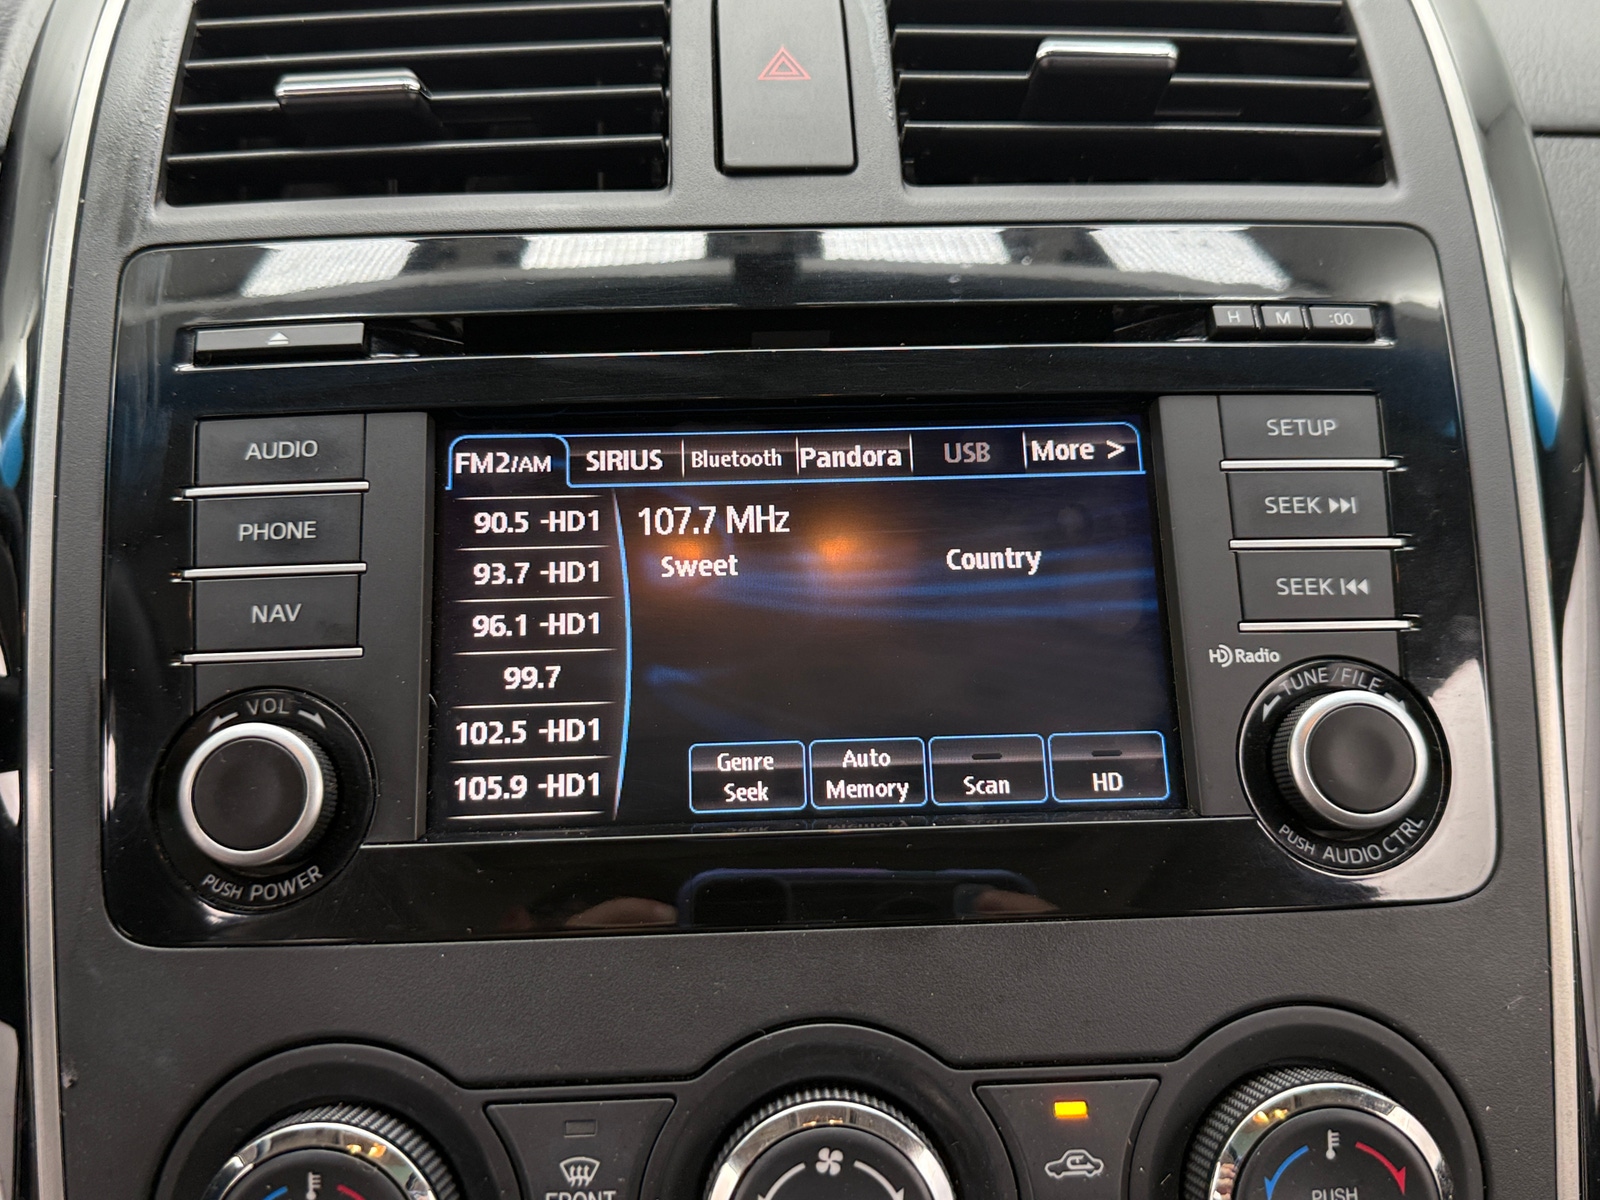 H M :00
AUDIO
PHONE
NAV
VOL
PUSH POWER
FM2/AM SIRIUS Bluetooth Pandora USB More >
90.5 -HD1
93.7 -HD1
96.1 -HD1
99.7
102.5 -HD1
105.9 -HD1
107.7 MHz
Sweet Country
Genre Seek
Auto Memory
Scan
HD
SETUP
SEEK
SEEK
HD Radio
TUNE/FILE
PUSH AUDIO CTRL
FRONT
PUSH